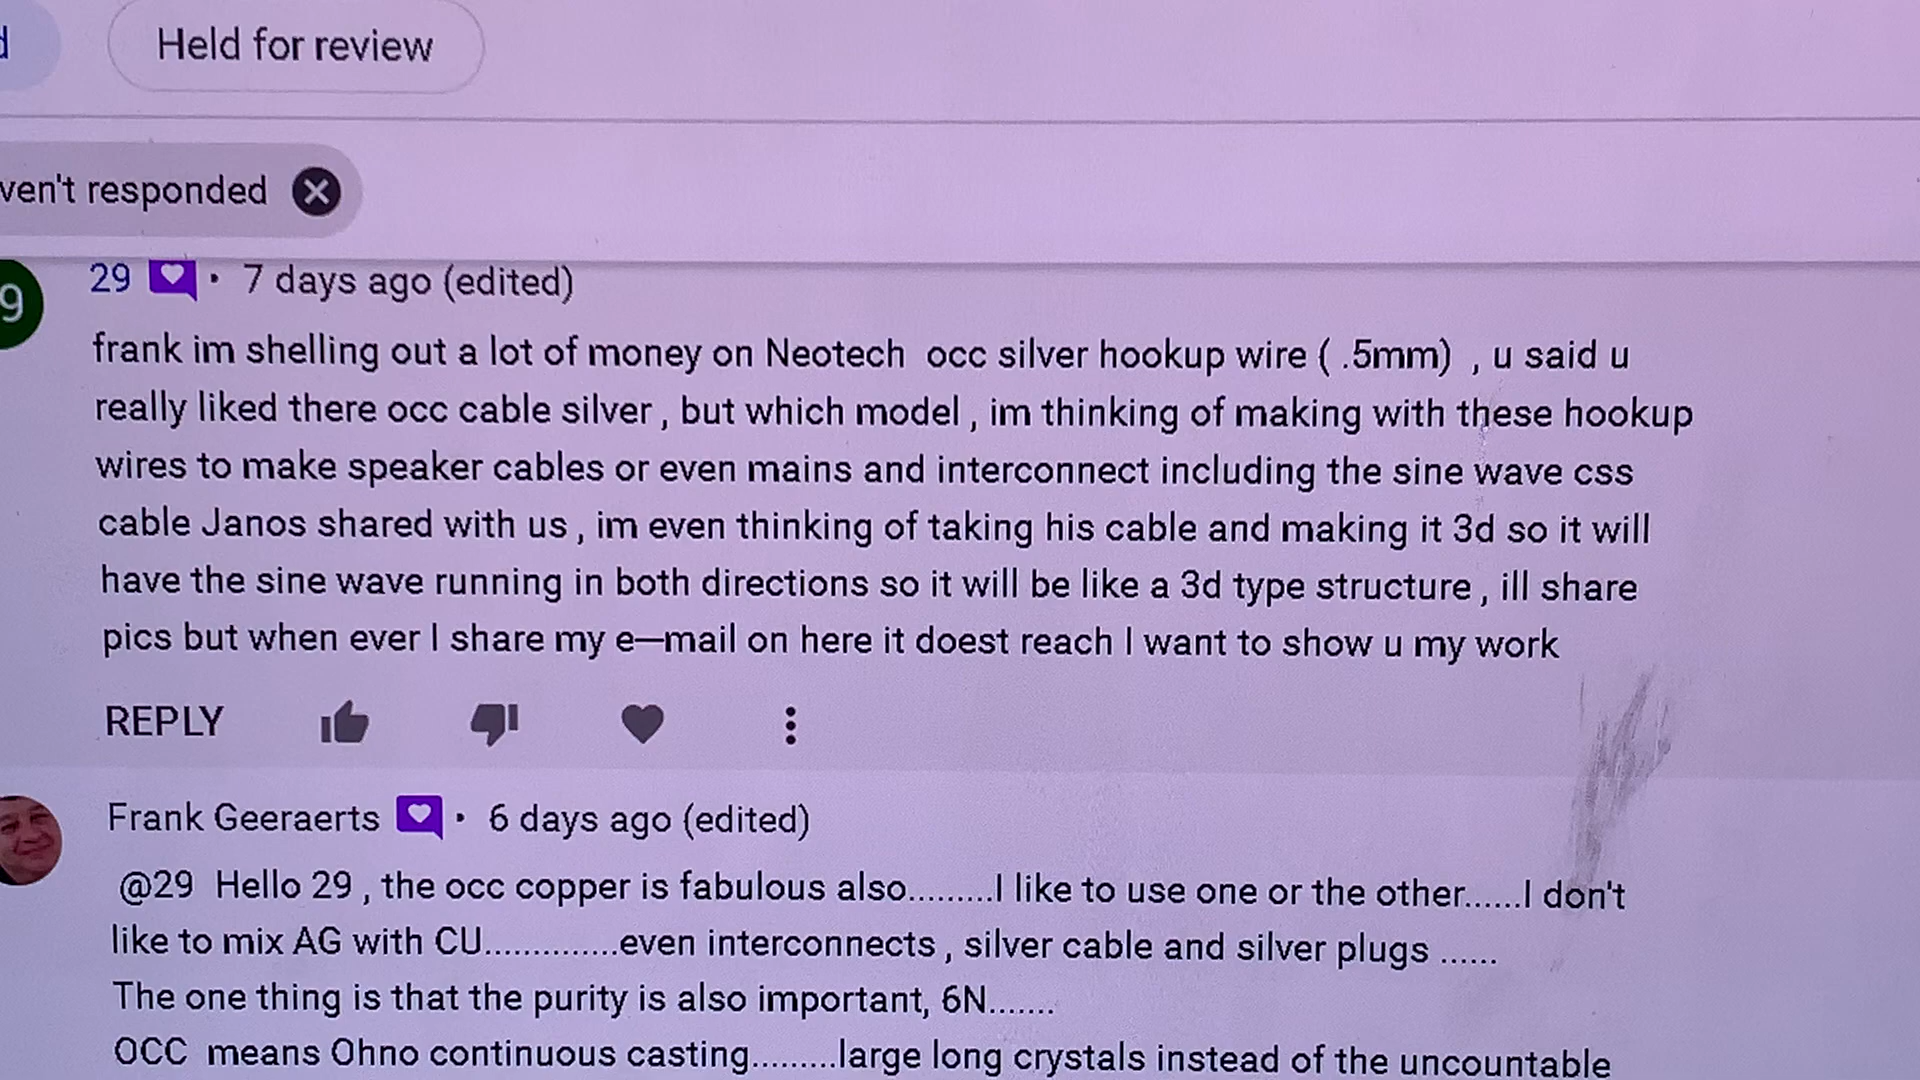 d
Held for review
ven't responded
9
29 · 7 days ago (edited)
frank im shelling out a lot of money on Neotech occ silver hookup wire ( .5mm) , u said u
really liked there occ cable silver , but which model , im thinking of making with these hookup
wires to make speaker cables or even mains and interconnect including the sine wave css
cable Janos shared with us , im even thinking of taking his cable and making it 3d so it will
have the sine wave running in both directions so it will be like a 3d type structure , ill share
pics but when ever I share my e—mail on here it doest reach I want to show u my work
REPLY
Frank Geeraerts · 6 days ago (edited)
@29 Hello 29 , the occ copper is fabulous also.........I like to use one or the other......I don't
like to mix AG with CU..............even interconnects , silver cable and silver plugs ......
The one thing is that the purity is also important, 6N.......
OCC means Ohno continuous casting.........large long crystals instead of the uncountable